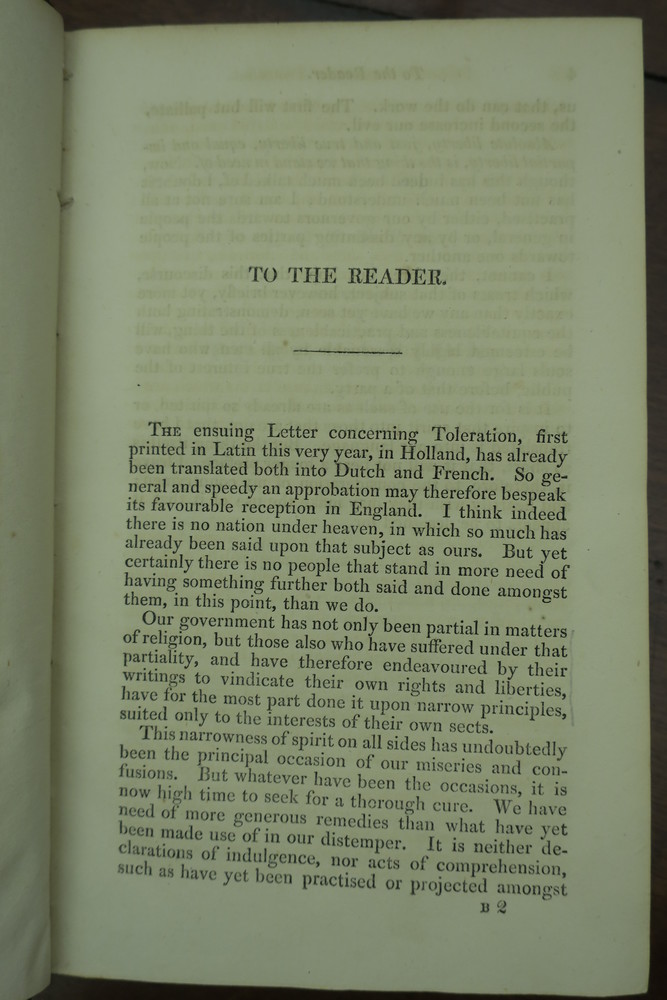 TO THE READER.
THE ensuing Letter concerning Toleration, first
printed in Latin this very year, in Holland, has already
been translated both into Dutch and French. So ge-
neral and speedy an approbation may therefore bespeak
its favourable reception in England. I think indeed
there is no nation under heaven, in which so much has
already been said upon that subject as ours. But yet
certainly there is no people that stand in more need of
having something further both said and done amongst
them, in this point, than we do.
Our government has not only been partial in matters
of religion, but those also who have suffered under that
partiality, and have therefore endeavoured by their
writings to vindicate their own rights and liberties,
have for the most part done it upon narrow principles,
suited only to the interests of their own sects.
This narrowness of spirit on all sides has undoubtedly
been the principal occasion of our miseries and con-
fusions. But whatever have been the occasions, it is
now high time to seek for a thorough cure. We have
need of more generous remedies than what have yet
been made use of in our distemper. It is neither de-
clarations of indulgence, nor acts of comprehension,
such as have yet been practised or projected amongst
B 2